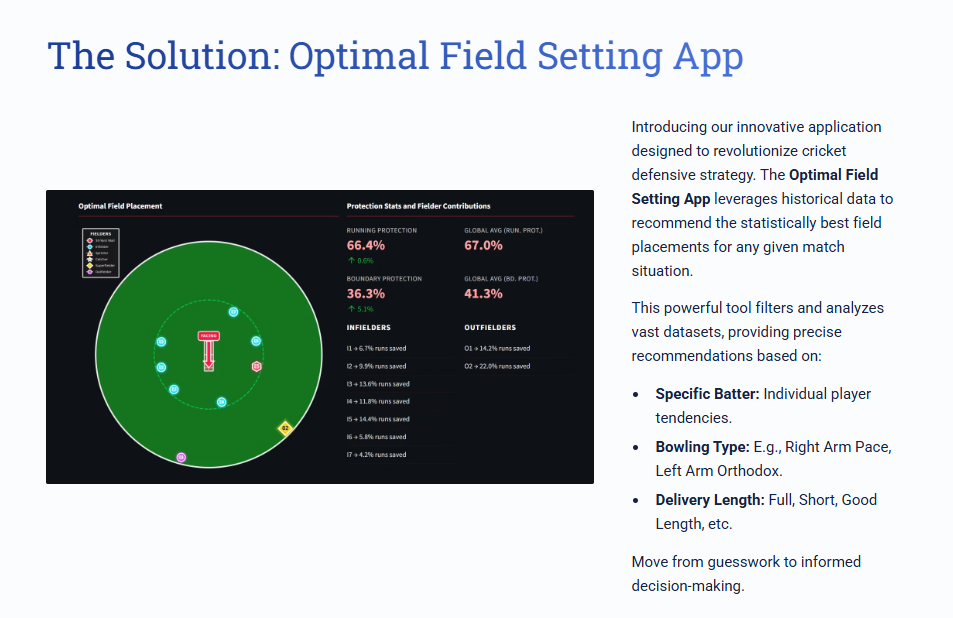 The Solution: Optimal Field Setting App
Optimal Field Placement
FIELDERS
Infielder
Outfielder
FACING
02
Protection Stats and Fielder Contributions
RUNNING PROTECTION
GLOBAL AVG (RUN. PROT.)
66.4%
67.0%
↑ 0.6%
BOUNDARY PROTECTION
GLOBAL AVG (BD. PROT.)
36.3%
41.3%
↑ 5.1%
INFIELDERS
OUTFIELDERS
I1 → 6.7% runs saved
O1 → 14.2% runs saved
I2 → 9.9% runs saved
O2 → 22.0% runs saved
I3 → 13.6% runs saved
I4 → 11.8% runs saved
I5 → 14.4% runs saved
I6 → 5.8% runs saved
I7 → 4.2% runs saved
Introducing our innovative application
designed to revolutionize cricket
defensive strategy. The Optimal Field
Setting App leverages historical data to
recommend the statistically best field
placements for any given match
situation.
This powerful tool filters and analyzes
vast datasets, providing precise
recommendations based on:
• Specific Batter: Individual player
tendencies.
• Bowling Type: E.g., Right Arm Pace,
Left Arm Orthodox.
• Delivery Length: Full, Short, Good
Length, etc.
Move from guesswork to informed
decision-making.